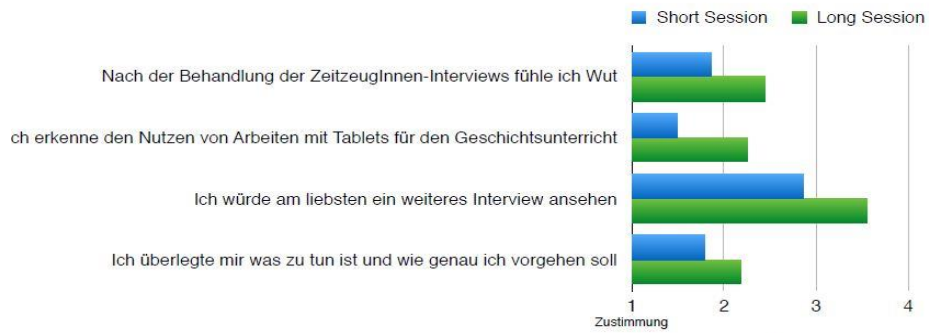 Short Session Long Session
Nach der Behandlung der ZeitzeugInnen-Interviews fühle ich Wut
ch erkenne den Nutzen von Arbeiten mit Tablets für den Geschichtsunterricht
Ich würde am liebsten ein weiteres Interview ansehen
Ich überlegte mir was zu tun ist und wie genau ich vorgehen soll
1 2 3 4
Zustimmung